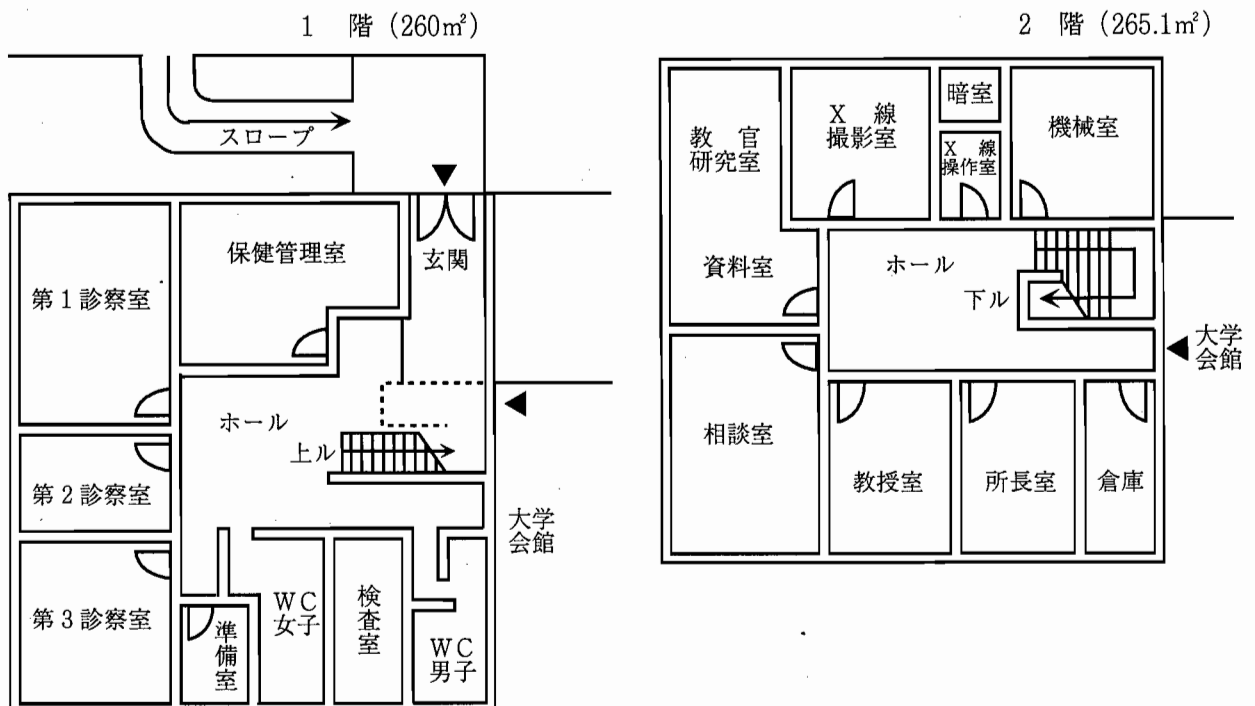 1 階 (260㎡)
スロープ
玄関
保健管理室
第1診察室
ホール
上ル
第2診察室
大学
会館
第3診察室
準備室
WC
女子
検査室
WC
男子
2 階 (265.1㎡)
教官
研究室
X線
撮影室
暗室
X線
操作室
機械室
資料室
ホール
下ル
大学
会館
相談室
教授室
所長室
倉庫